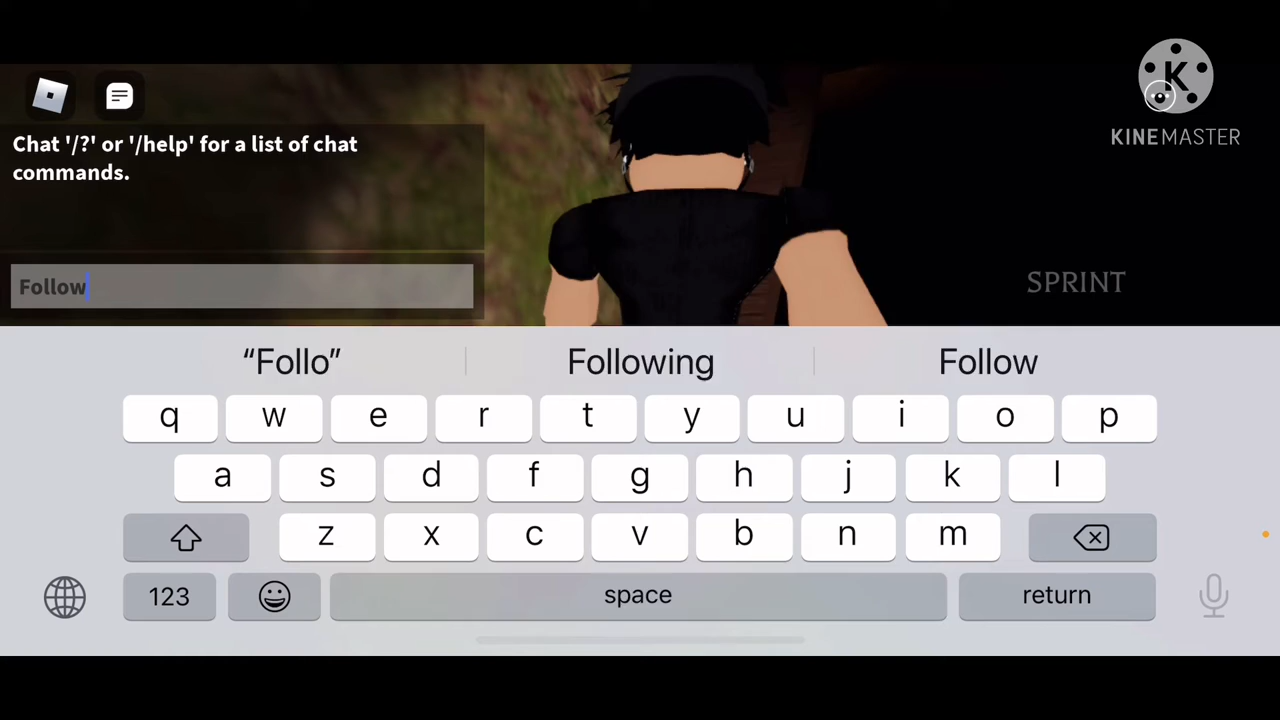 KINEMASTER
Chat '/?' or '/help' for a list of chat
commands.
Follow
SPRINT
“Follo” Following Follow
q w e r t y u i o p
a s d f g h j k l
z x c v b n m
123 space return